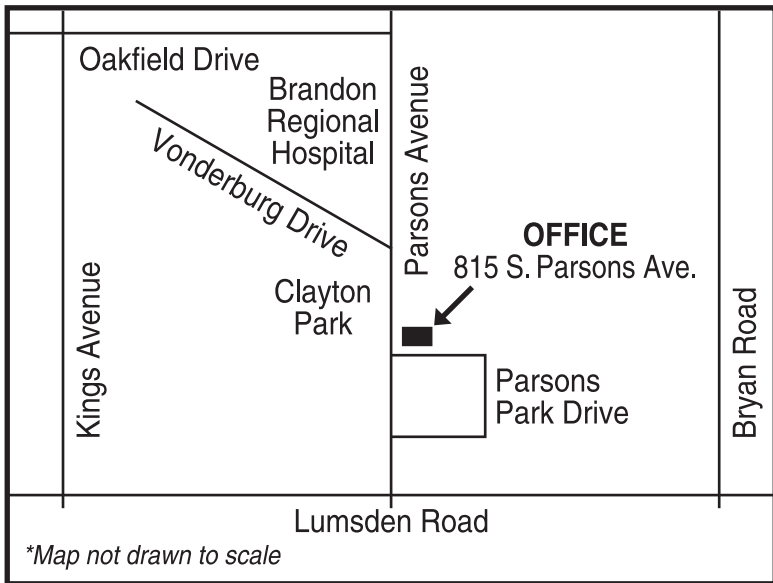 Oakfield Drive
Brandon
Regional
Hospital
Parsons Avenue
Vonderburg Drive
OFFICE
815 S. Parsons Ave.
Clayton
Park
Kings Avenue
Parsons
Park Drive
Bryan Road
Lumsden Road
*Map not drawn to scale